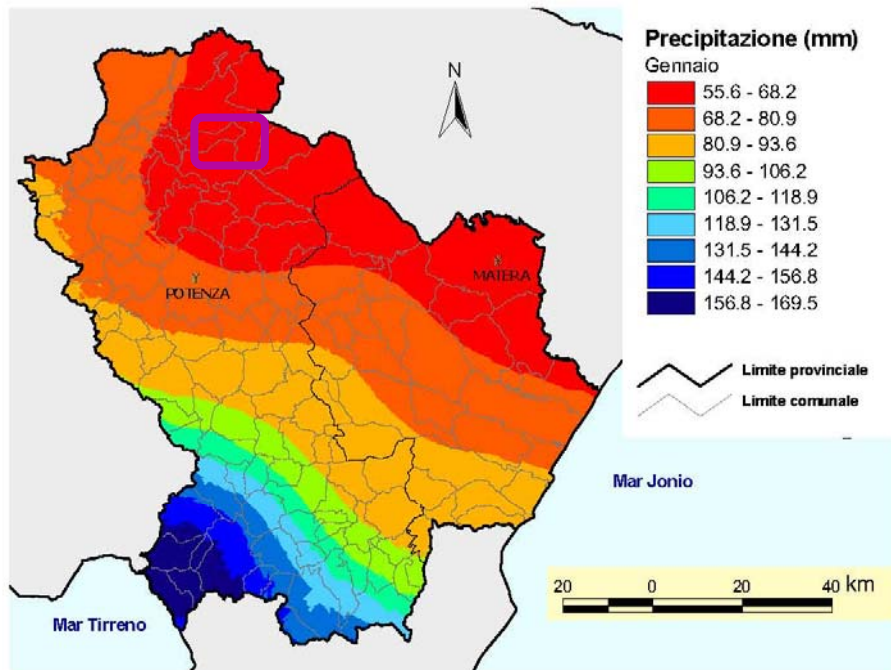 Precipitazione (mm)
Gennaio
55.6 - 68.2
68.2 - 80.9
80.9 - 93.6
93.6 - 106.2
106.2 - 118.9
118.9 - 131.5
131.5 - 144.2
144.2 - 156.8
156.8 - 169.5
Limite provinciale
Limite comunale
N
MATERA
POTENZA
Mar Jonio
Mar Tirreno
20 0 20 40 km